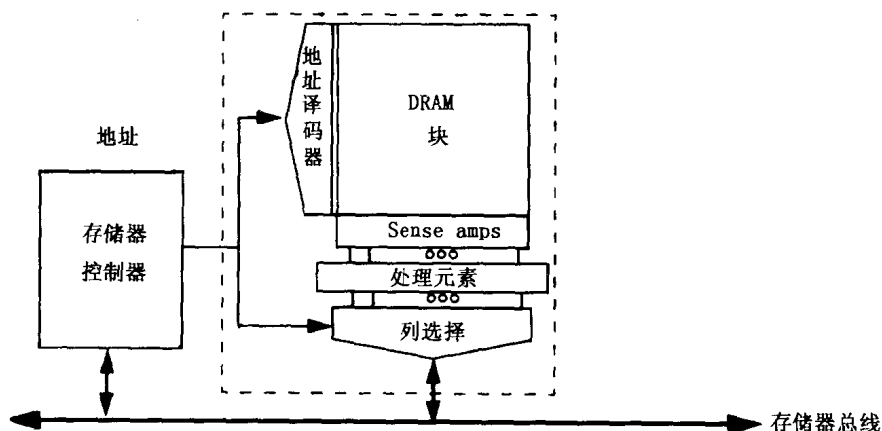 地址
存储器
控制器
地
址
译
码
器
DRAM
块
Sense amps
处理元素
列选择
存储器总线